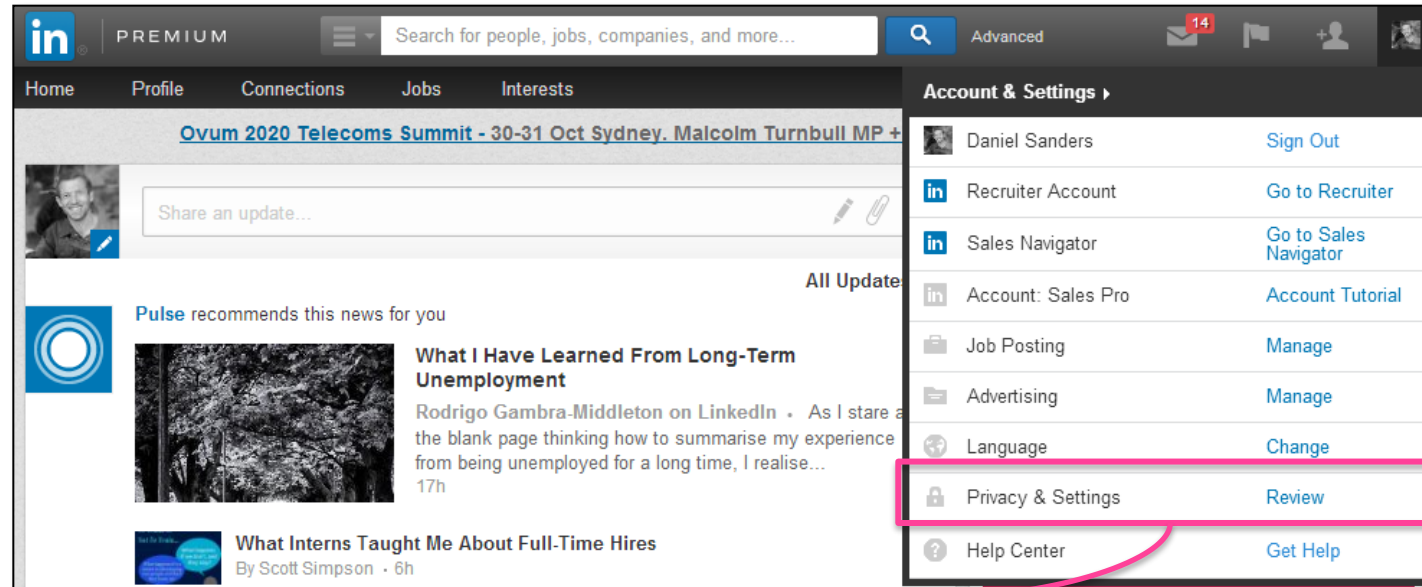 in PREMIUM
Search for people, jobs, companies, and more...
Advanced
14
Home Profile Connections Jobs Interests
Account & Settings
Ovum 2020 Telecoms Summit - 30-31 Oct Sydney. Malcolm Turnbull MP +
Daniel Sanders Sign Out
in Recruiter Account Go to Recruiter
in Sales Navigator Go to Sales
Navigator
in Account: Sales Pro Account Tutorial
Job Posting Manage
Advertising Manage
Language Change
Privacy & Settings Review
? Help Center Get Help
Share an update...
All Updates
Pulse recommends this news for you
What I Have Learned From Long-Term
Unemployment
Rodrigo Gambra-Middleton on LinkedIn • As I stare a
the blank page thinking how to summarise my experience
from being unemployed for a long time, I realise...
17h
What Interns Taught Me About Full-Time Hires
By Scott Simpson • 6h